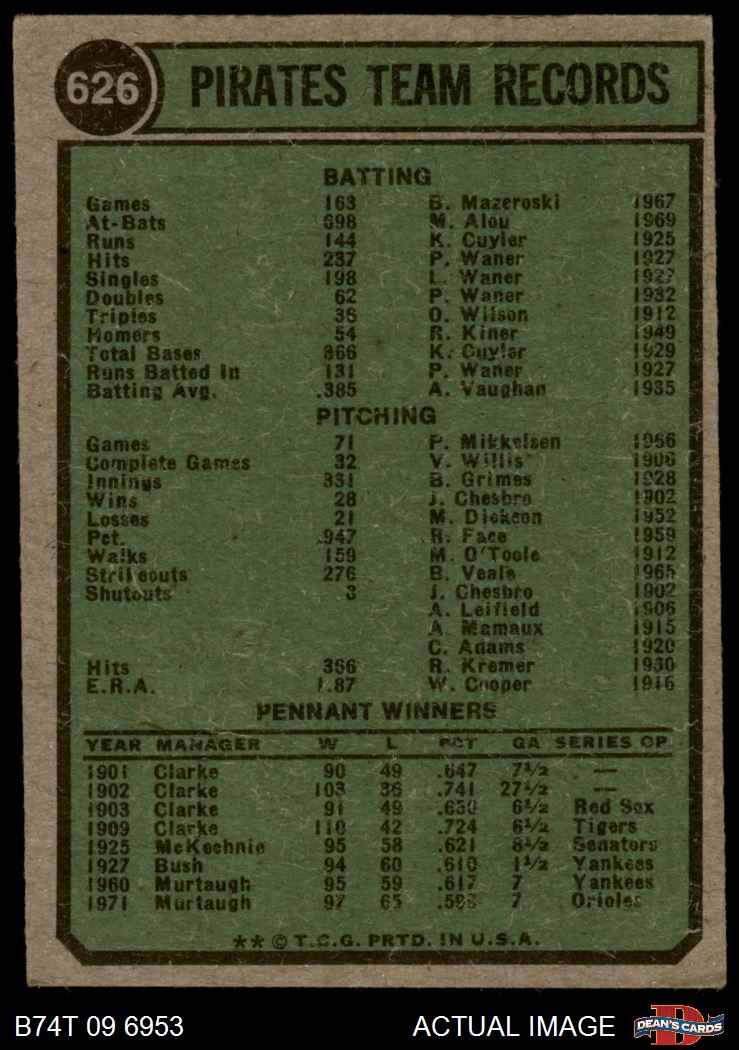 626 PIRATES TEAM RECORDS
BATTING
Games 163 B. Mazeroski 1967
At-Bats 698 M. Alou 1969
Runs 144 K. Cuyler 1925
Hits 237 P. Waner 1927
Singles 198 L. Waner 1927
Doubles 62 P. Waner 1932
Triples 36 O. Wilson 1912
Homers 54 R. Kiner 1949
Total Bases 366 K. Cuyler 1929
Runs Batted In 131 P. Waner 1927
Batting Avg. .385 A. Vaughan 1935
PITCHING
Games 71 P. Mikkelsen 1966
Complete Games 32 V. Willis 1906
Innings 331 B. Grimes 1928
Wins 28 J. Chesbro 1902
Losses 21 M. Dickson 1952
Pct. .947 R. Face 1959
Walks 159 M. O'Toole 1912
Strikeouts 276 B. Veale 1965
Shutouts 8 J. Chesbro 1902
A. Leifield 1906
A. Mamaux 1915
C. Adams 1920
Hits 366 R. Kremer 1930
E.R.A. 1.87 W. Cooper 1916
PENNANT WINNERS
YEAR MANAGER W L PCT GA SERIES OP.
1901 Clarke 90 49 .647 7½ —
1902 Clarke 103 36 .741 27½ —
1903 Clarke 91 49 .650 6½ Red Sox
1909 Clarke 110 42 .724 6½ Tigers
1925 McKechnie 95 58 .621 8½ Senators
1927 Bush 94 60 .610 1½ Yankees
1960 Murtaugh 95 59 .617 7 Yankees
1971 Murtaugh 97 65 .599 7 Orioles
** © T.C.G. PRTD. IN U.S.A.
B74T 09 6953 ACTUAL IMAGE DEAN'S CARDS